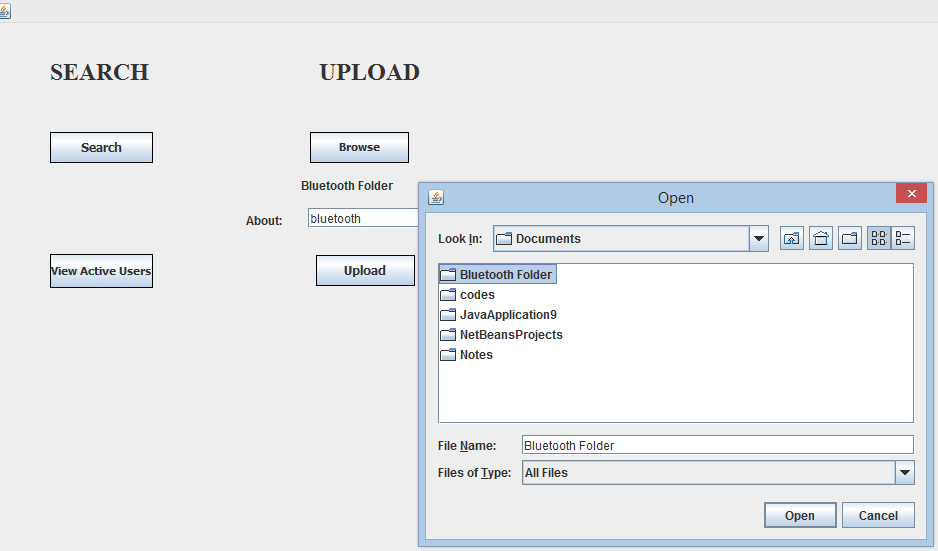 SEARCH
UPLOAD
Search
Browse
Bluetooth Folder
About:
bluetooth
View Active Users
Upload
Open
Look In:
Documents
Bluetooth Folder
codes
JavaApplication9
NetBeansProjects
Notes
File Name:
Bluetooth Folder
Files of Type:
All Files
Open
Cancel